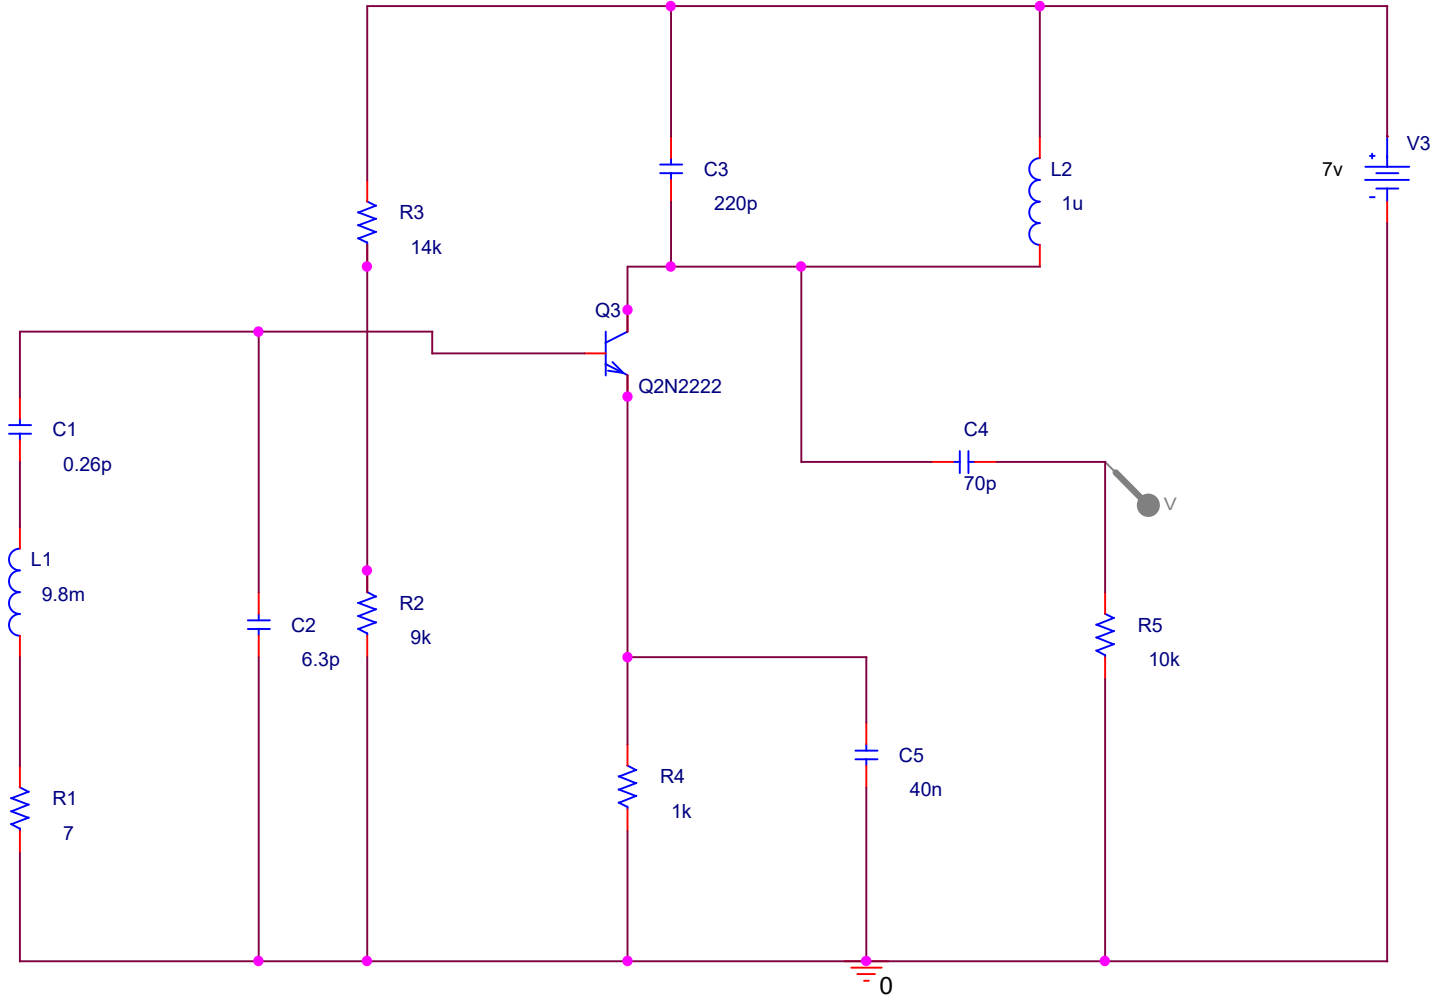 V3
7v
+
-
C3
220p
L2
1u
R3
14k
Q3
Q2N2222
C1
0.26p
C4
70p
V
L1
9.8m
C2
6.3p
R2
9k
R5
10k
R1
7
R4
1k
C5
40n
0